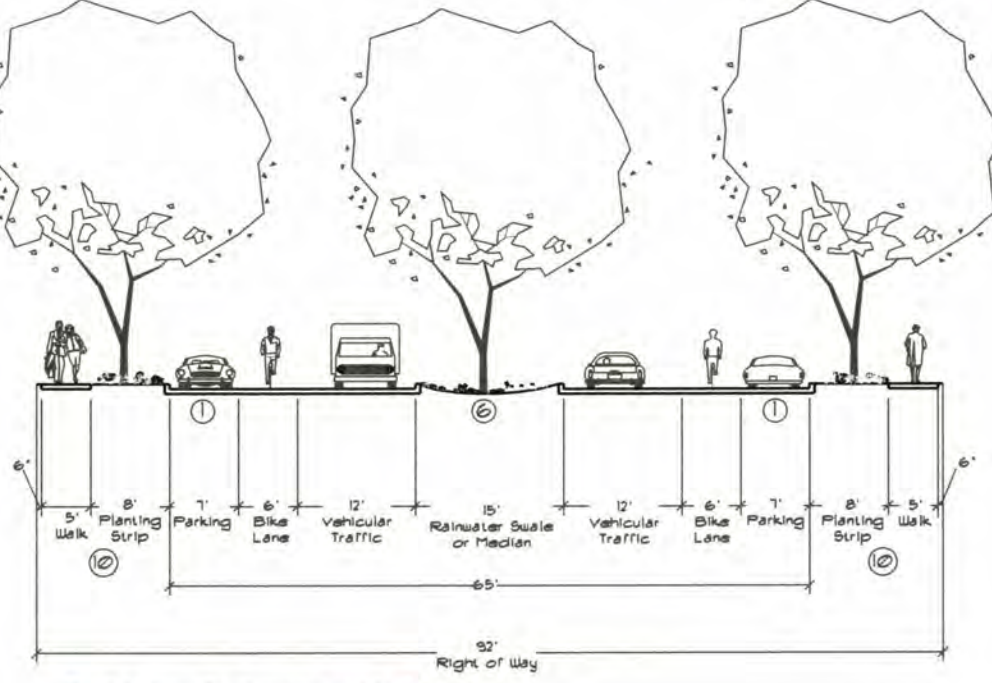 1
6
1
6"
5'
Walk
8'
Planting
Strip
7'
Parking
6'
Bike
Lane
12'
Vehicular
Traffic
15'
Rainwater Swale
or Median
12'
Vehicular
Traffic
6'
Bike
Lane
7'
Parking
8'
Planting
Strip
5'
Walk
6"
10
10
65'
92'
Right of Way